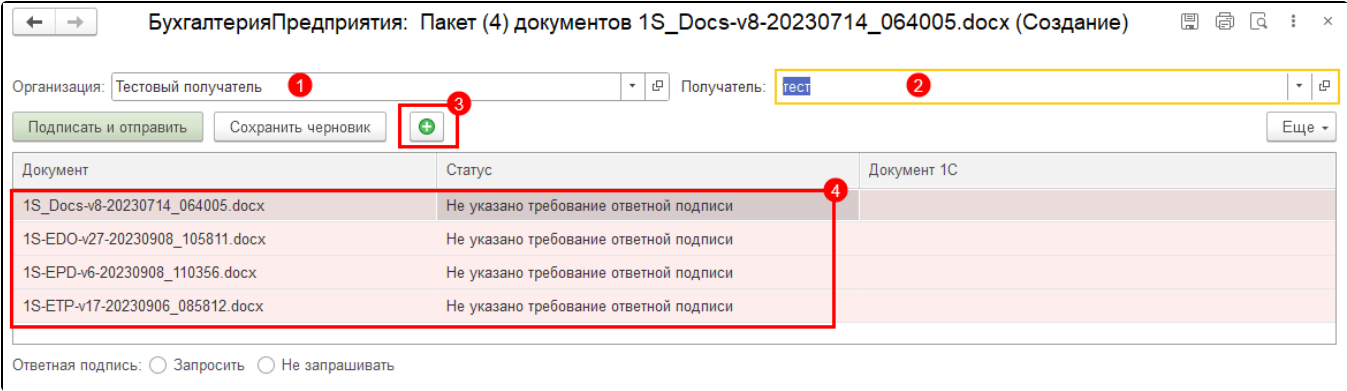 БухгалтерияПредприятия: Пакет (4) документов 1S_Docs-v8-20230714_064005.docx (Создание)
Организация: Тестовый получатель 1 Получатель: тест 2
Подписать и отправить Сохранить черновик 3 Еще
Документ Статус Документ 1С
4
1S_Docs-v8-20230714_064005.docx Не указано требование ответной подписи
1S-EDO-v27-20230908_105811.docx Не указано требование ответной подписи
1S-EPD-v6-20230908_110356.docx Не указано требование ответной подписи
1S-ETP-v17-20230906_085812.docx Не указано требование ответной подписи
Ответная подпись: Запросить Не запрашивать